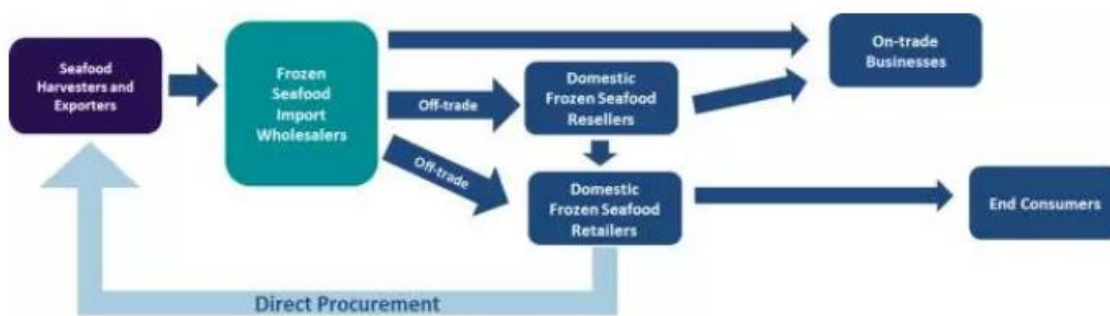 Seafood
Harvesters and
Exporters
Frozen
Seafood
Import
Wholesalers
Off-trade
Off-trade
Domestic
Frozen Seafood
Resellers
Domestic
Frozen Seafood
Retailers
On-trade
Businesses
End Consumers
Direct Procurement